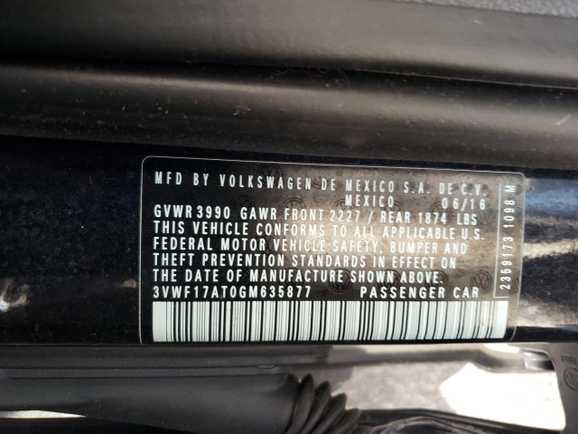 MFD BY VOLKSWAGEN DE MEXICO S.A. DE C.V.
MEXICO 06/16
GVWR 3990 GAWR FRONT 2227 / REAR 1874 LBS
THIS VEHICLE CONFORMS TO ALL APPLICABLE U.S.
FEDERAL MOTOR VEHICLE SAFETY, BUMPER AND
THEFT PREVENTION STANDARDS IN EFFECT ON
THE DATE OF MANUFACTURE SHOWN ABOVE.
3VWF17AT0GM635877 PASSENGER CAR
2369173 1098 M